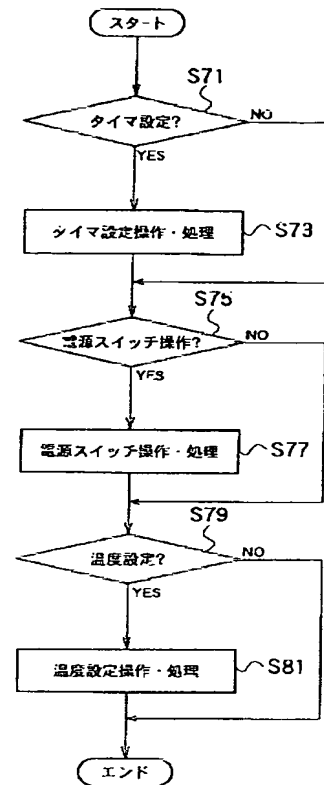 スタート
S71
タイマ設定?
NO
YES
タイマ設定操作・処理
S73
S75
電源スイッチ操作?
NO
YES
電源スイッチ操作・処理
S77
S79
温度設定?
NO
YES
温度設定操作・処理
S81
エンド